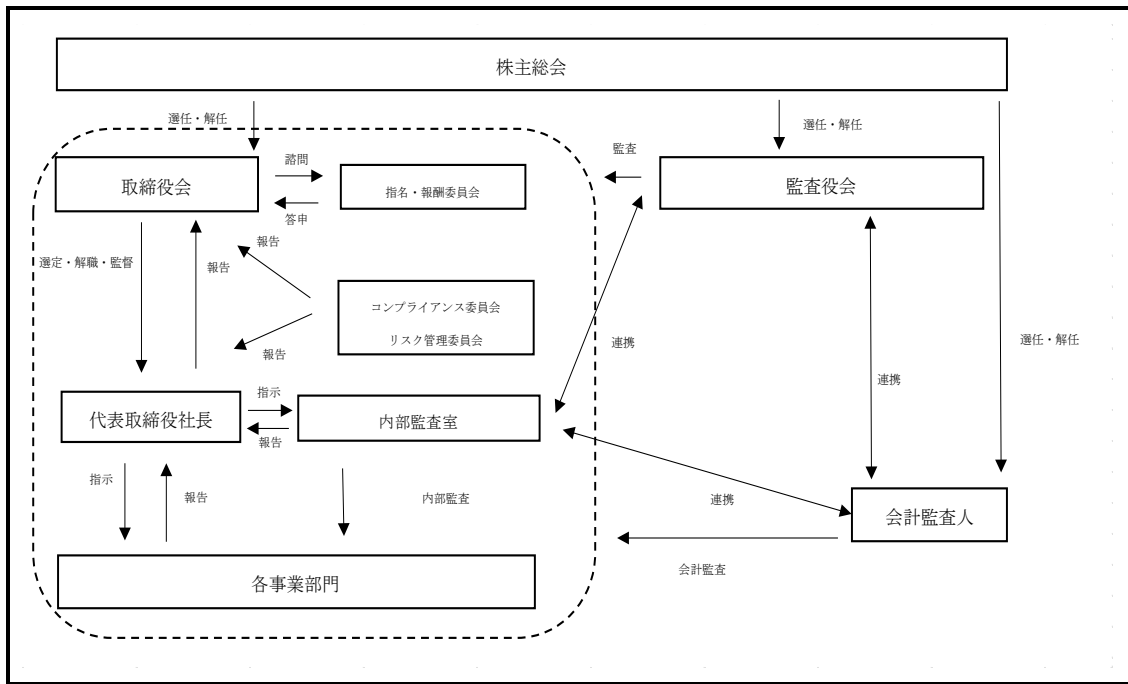 株主総会
選任・解任
選任・解任
監査
諮問
取締役会
指名・報酬委員会
監査役会
答申
報告
選定・解職・監督
報告
コンプライアンス委員会
リスク管理委員会
選任・解任
連携
報告
連携
指示
代表取締役社長
内部監査室
報告
指示
報告
内部監査
連携
会計監査人
会計監査
各事業部門